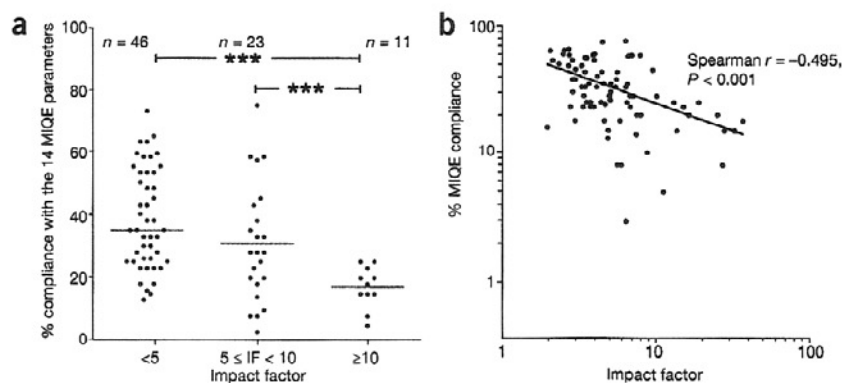 a
n = 46
n = 23
n = 11
***
***
% compliance with the 14 MIQE parameters
100
80
60
40
20
0
<5
5 ≤ IF < 10
≥10
Impact factor
b
% MIQE compliance
100
10
1
Spearman r = –0.495,
P < 0.001
1
10
100
Impact factor